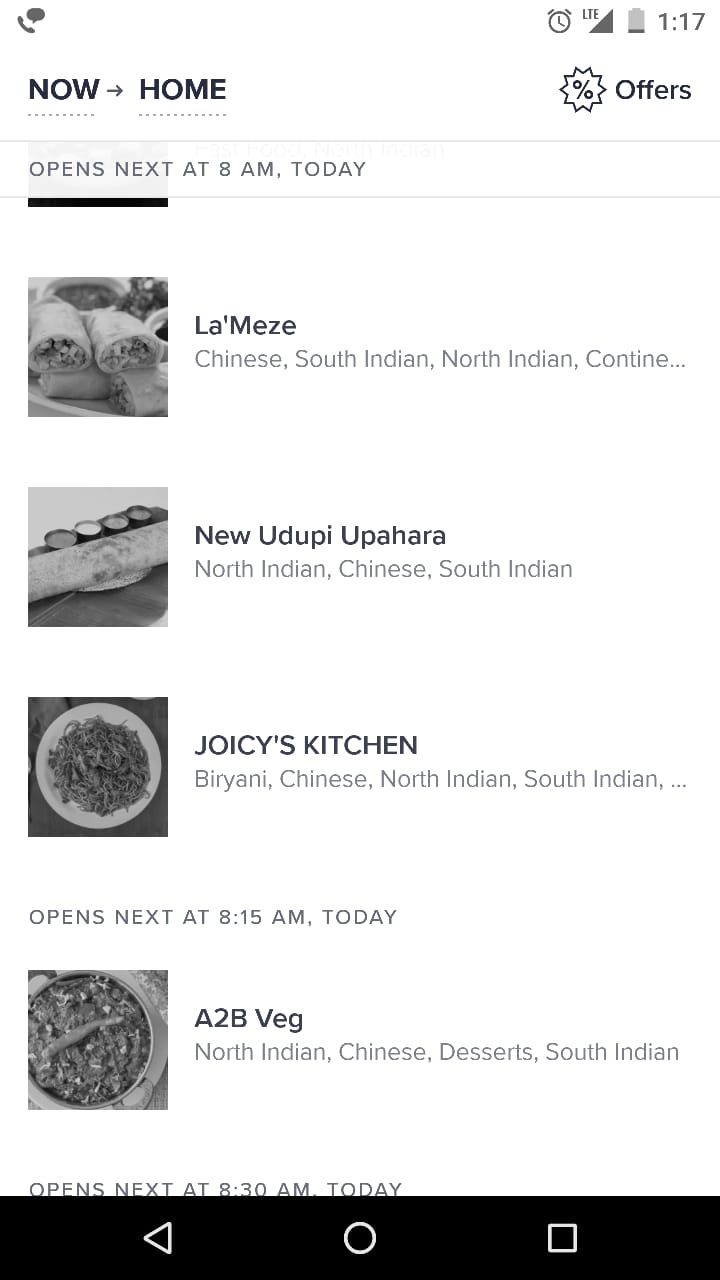 LTE 1:17
NOW → HOME % Offers
Fast Food, North Indian
OPENS NEXT AT 8 AM, TODAY
La'Meze
Chinese, South Indian, North Indian, Contine...
New Udupi Upahara
North Indian, Chinese, South Indian
JOICY'S KITCHEN
Biryani, Chinese, North Indian, South Indian, ...
OPENS NEXT AT 8:15 AM, TODAY
A2B Veg
North Indian, Chinese, Desserts, South Indian
OPENS NEXT AT 8:30 AM, TODAY